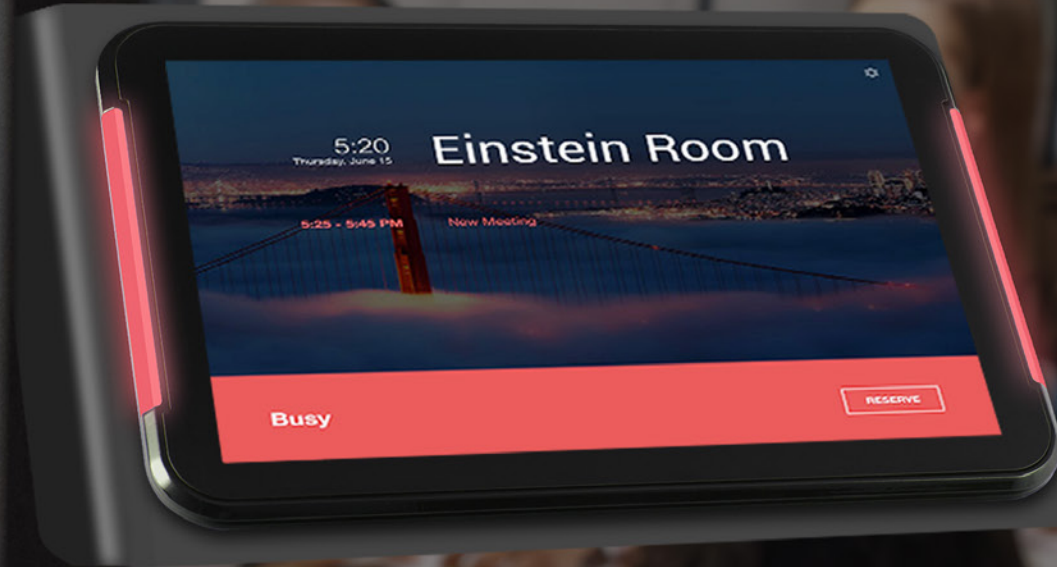 5:20
Thursday, June 15
Einstein Room
5:25 - 5:45 PM
New Meeting
Busy
RESERVE